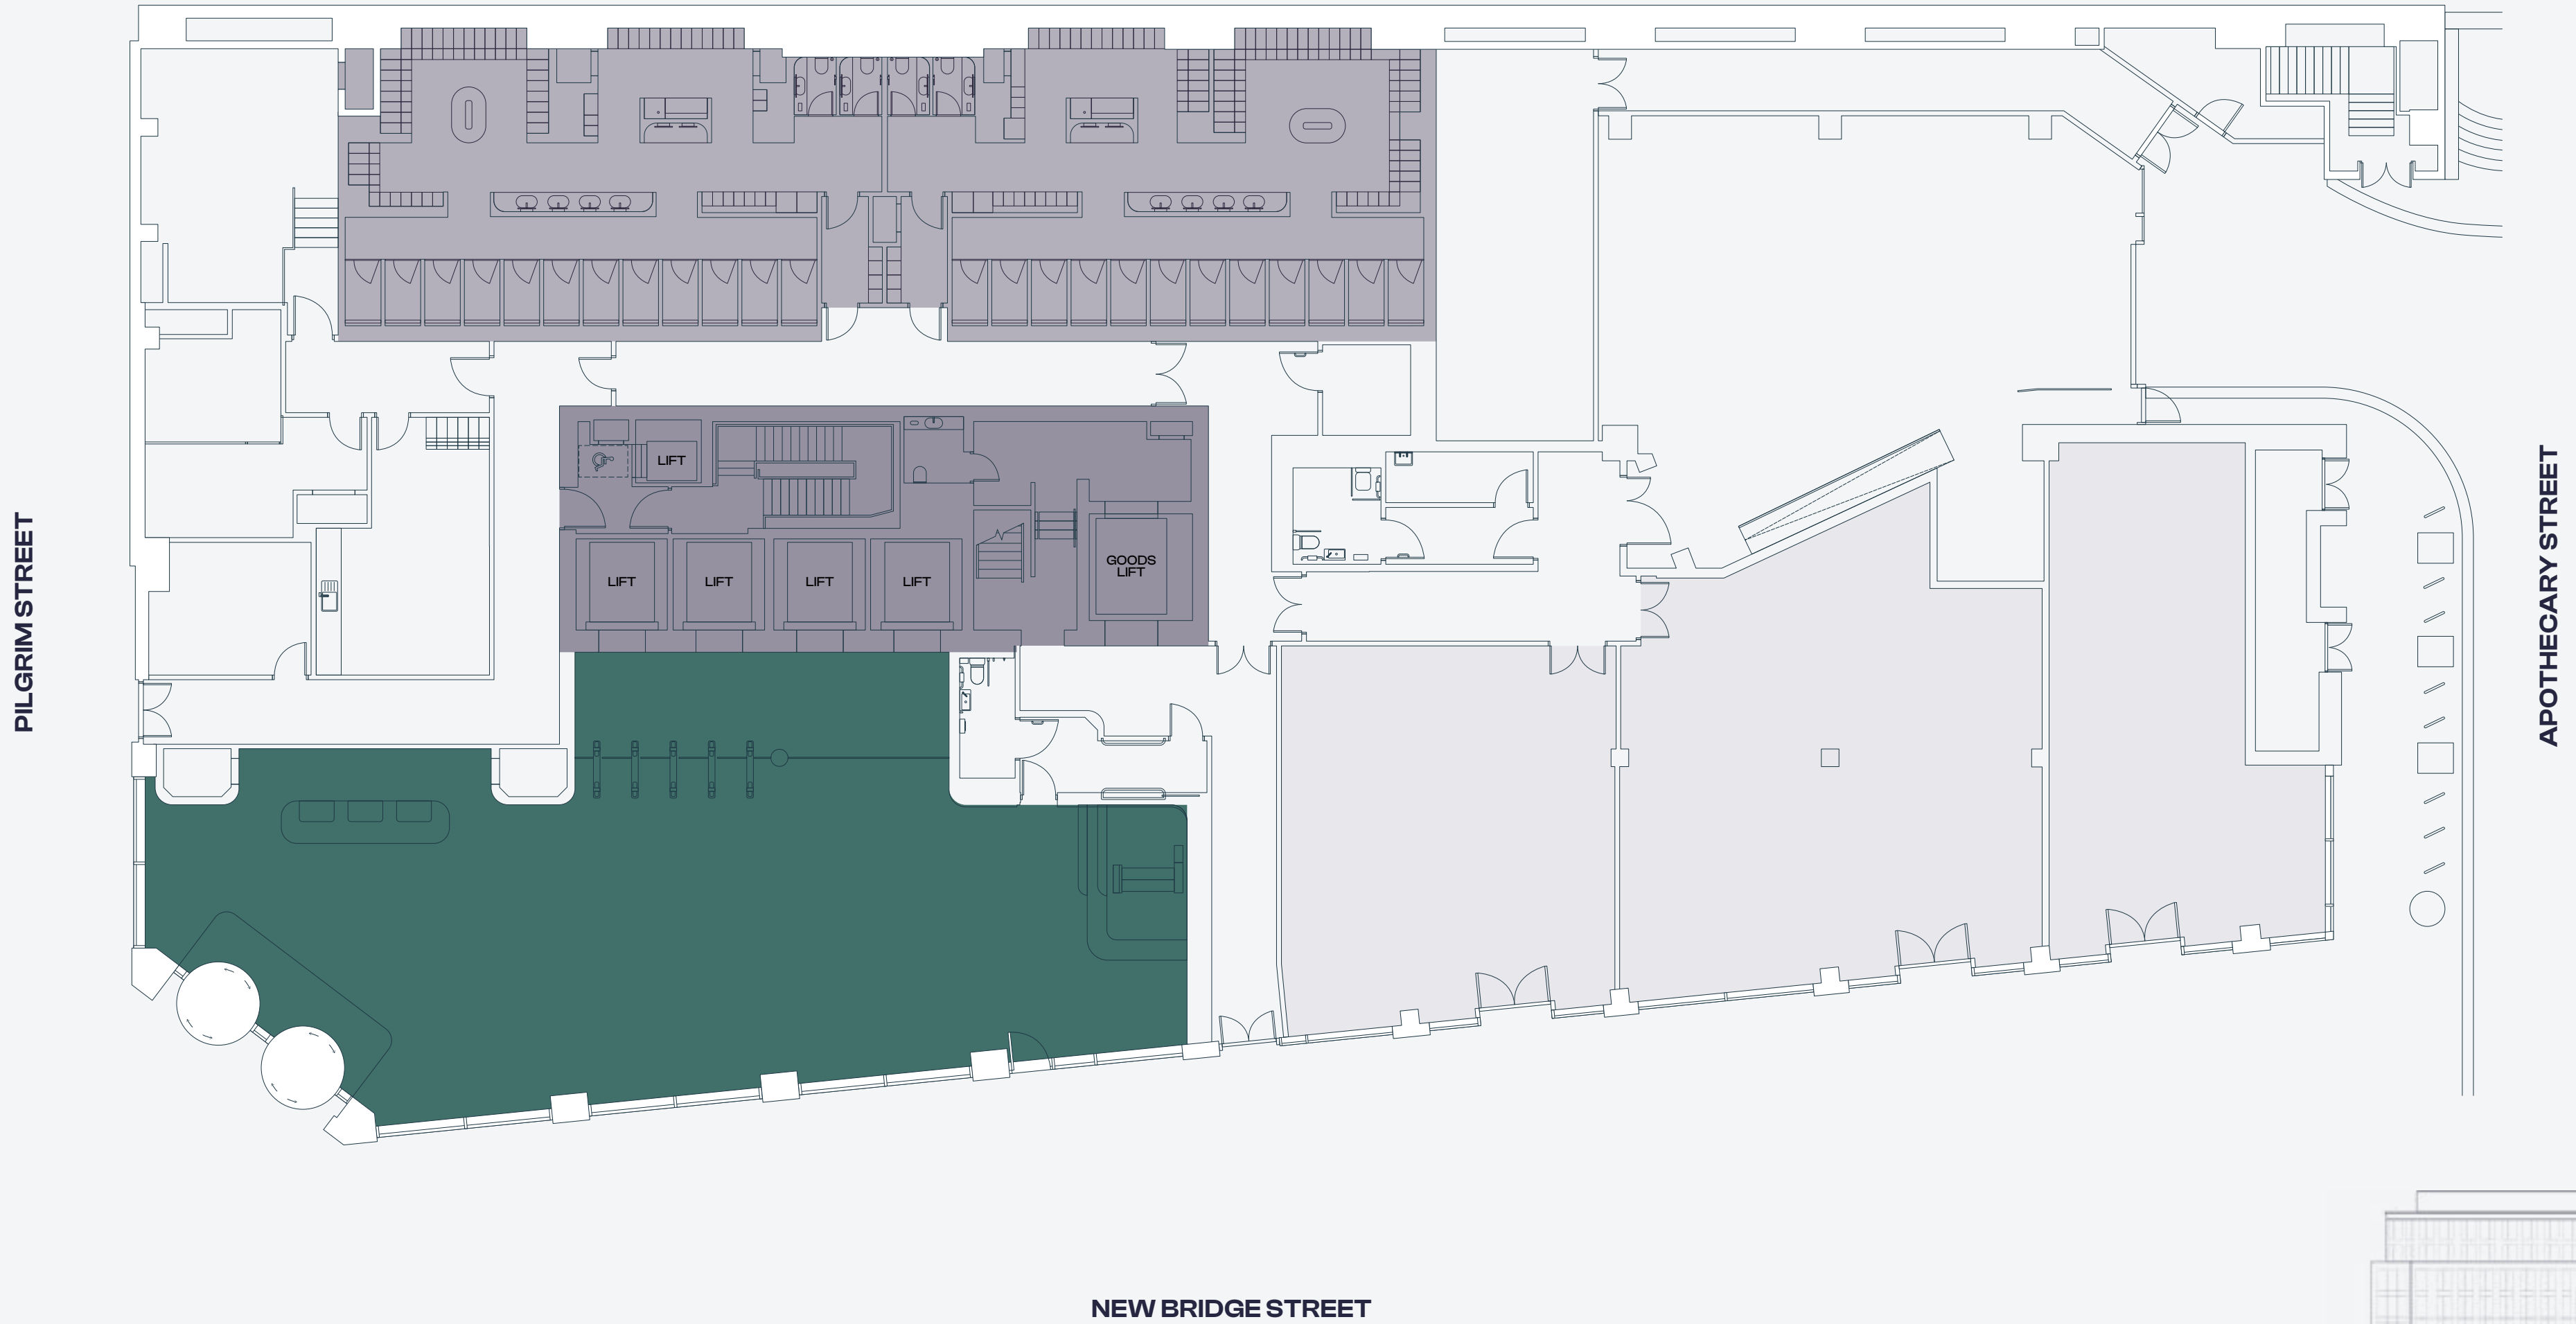 PILGRIM STREET
APOTHECARY STREET
LIFT
LIFT
LIFT
LIFT
LIFT
GOODS
LIFT
NEW BRIDGE STREET